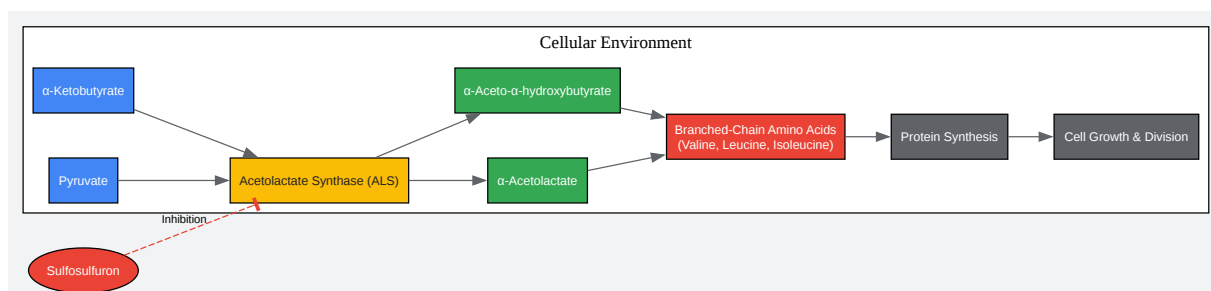 Cellular Environment
α-Ketobutyrate
α-Aceto-α-hydroxybutyrate
Branched-Chain Amino Acids
(Valine, Leucine, Isoleucine)
Protein Synthesis
Cell Growth & Division
Pyruvate
Acetolactate Synthase (ALS)
α-Acetolactate
Inhibition
Sulfosulfuron